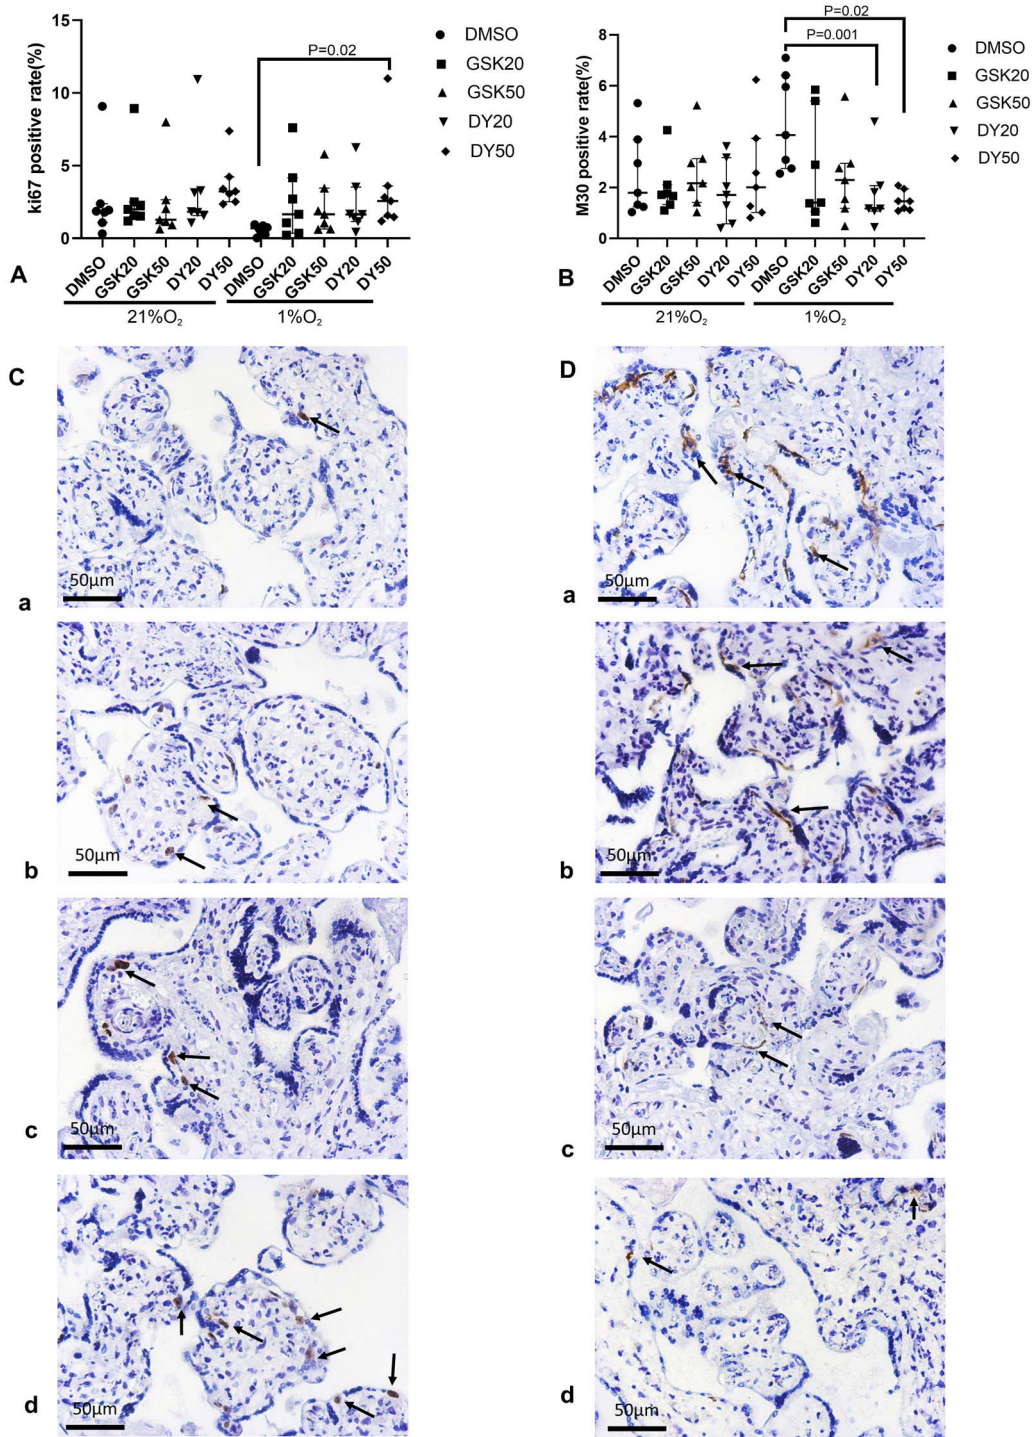 15
10
5
0
ki67 positive rate(%)
P=0.02
DMSO
GSK20
GSK50
DY20
DY50
DMSO
GSK20
GSK50
DY20
DY50
DMSO
GSK20
GSK50
DY20
DY50
21%O₂
1%O₂
A
8
6
4
2
0
M30 positive rate(%)
P=0.02
P=0.001
DMSO
GSK20
GSK50
DY20
DY50
DMSO
GSK20
GSK50
DY20
DY50
DMSO
GSK20
GSK50
DY20
DY50
21%O₂
1%O₂
B
C
50µm
a
50µm
b
50µm
c
50µm
d
D
50µm
a
50µm
b
50µm
c
50µm
d